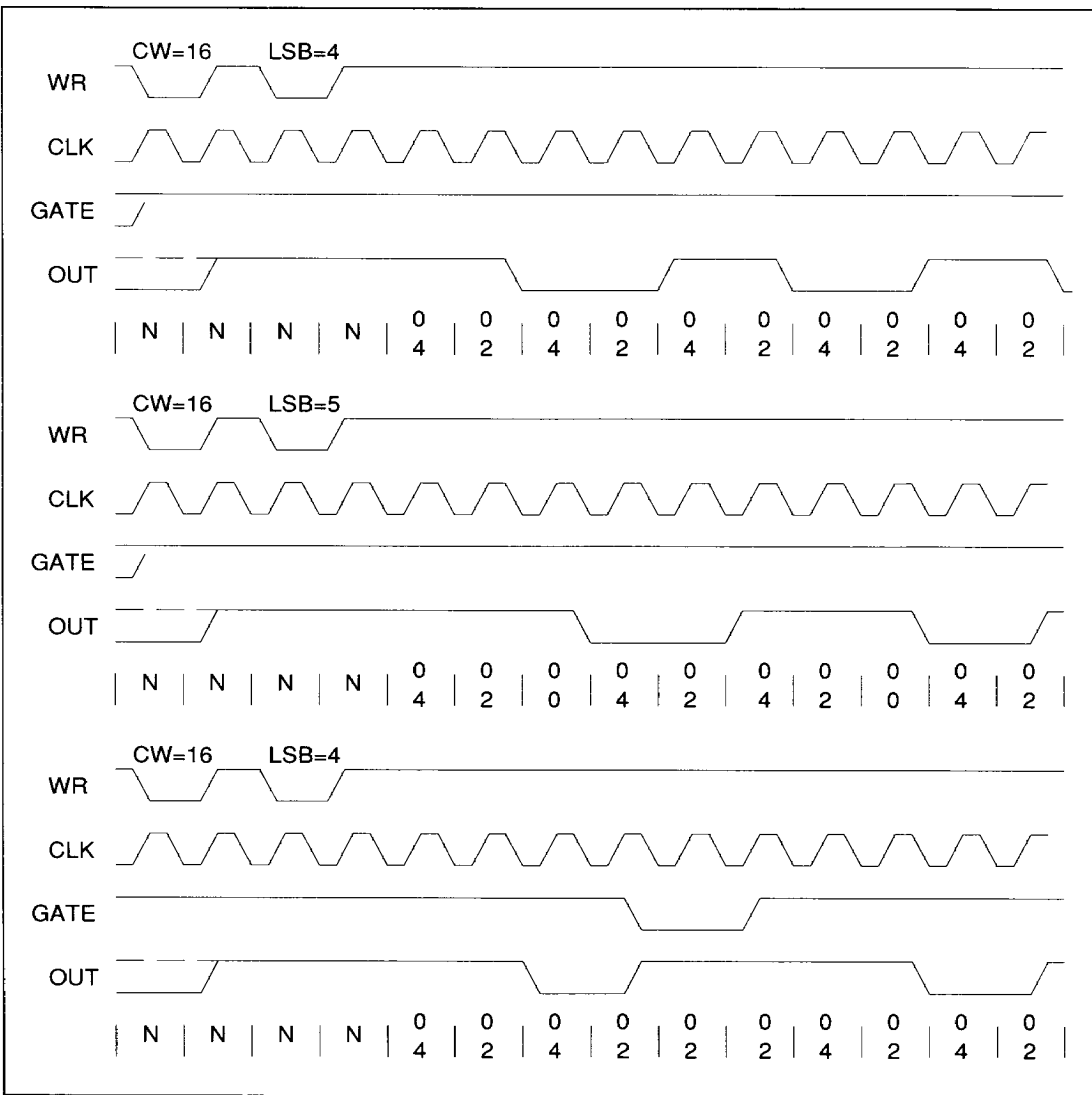 CW=16 LSB=4
WR
CLK
GATE
OUT
N N N N 0 0 0 0 0 0 0 0 0 0
4 2 4 2 4 2 4 2 4 2
CW=16 LSB=5
WR
CLK
GATE
OUT
N N N N 0 0 0 0 0 0 0 0 0 0
4 2 0 4 2 4 2 0 4 2
CW=16 LSB=4
WR
CLK
GATE
OUT
N N N N 0 0 0 0 0 0 0 0 0 0
4 2 4 2 2 2 4 2 4 2